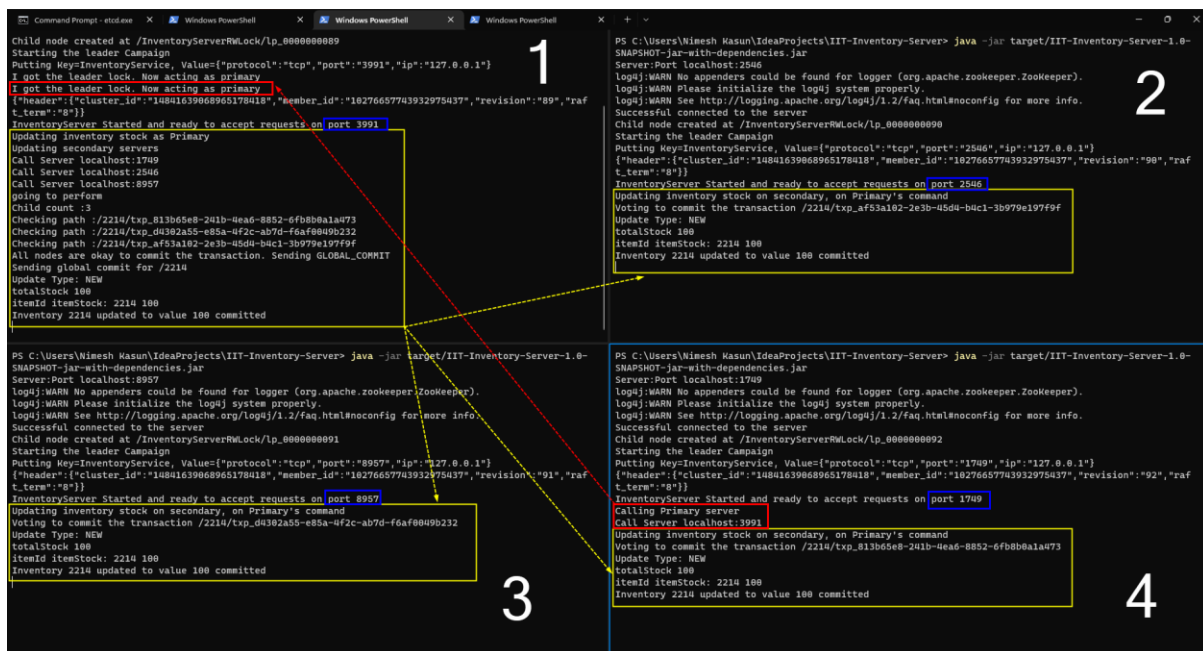 Command Prompt - etcd.exe
Windows PowerShell
Windows PowerShell
Windows PowerShell
Child node created at /InventoryServerRWLock/lp_0000000089
Starting the leader Campaign
Putting Key=InventoryService, Value={"protocol":"tcp","port":"3991","ip":"127.0.0.1"}
I got the leader lock. Now acting as primary
I got the leader lock. Now acting as primary
{"header":{"cluster_id":"14841639068965178418","member_id":"10276657743932975437","revision":"89","raf
t_term":"8"}}
InventoryServer Started and ready to accept requests on port 3991
Updating inventory stock as Primary
Updating secondary servers
Call Server localhost:1749
Call Server localhost:2546
Call Server localhost:8957
going to perform
Child count :3
Checking path :/2214/txp_813b65e8-241b-4ea6-8852-6fb8b0a1a473
Checking path :/2214/txp_d4302a55-e85a-4f2c-ab7d-f6af0049b232
Checking path :/2214/txp_af53a102-2e3b-45d4-b4c1-3b979e197f9f
All nodes are okay to commit the transaction. Sending GLOBAL_COMMIT
Sending global commit for /2214
Update Type: NEW
totalStock 100
itemId itemStock: 2214 100
Inventory 2214 updated to value 100 committed
1
PS C:\Users\Nimesh Kasun\IdeaProjects\IIT-Inventory-Server> java -jar target/IIT-Inventory-Server-1.0-
SNAPSHOT-jar-with-dependencies.jar
Server:Port localhost:2546
log4j:WARN No appenders could be found for logger (org.apache.zookeeper.ZooKeeper).
log4j:WARN Please initialize the log4j system properly.
log4j:WARN See http://logging.apache.org/log4j/1.2/faq.html#noconfig for more info.
Successful connected to the server
Child node created at /InventoryServerRWLock/lp_0000000090
Starting the leader Campaign
Putting Key=InventoryService, Value={"protocol":"tcp","port":"2546","ip":"127.0.0.1"}
{"header":{"cluster_id":"14841639068965178418","member_id":"10276657743932975437","revision":"90","raf
t_term":"8"}}
InventoryServer Started and ready to accept requests on port 2546
Updating inventory stock on secondary, on Primary's command
Voting to commit the transaction /2214/txp_af53a102-2e3b-45d4-b4c1-3b979e197f9f
Update Type: NEW
totalStock 100
itemId itemStock: 2214 100
Inventory 2214 updated to value 100 committed
2
PS C:\Users\Nimesh Kasun\IdeaProjects\IIT-Inventory-Server> java -jar target/IIT-Inventory-Server-1.0-
SNAPSHOT-jar-with-dependencies.jar
Server:Port localhost:8957
log4j:WARN No appenders could be found for logger (org.apache.zookeeper.ZooKeeper).
log4j:WARN Please initialize the log4j system properly.
log4j:WARN See http://logging.apache.org/log4j/1.2/faq.html#noconfig for more info.
Successful connected to the server
Child node created at /InventoryServerRWLock/lp_0000000091
Starting the leader Campaign
Putting Key=InventoryService, Value={"protocol":"tcp","port":"8957","ip":"127.0.0.1"}
{"header":{"cluster_id":"14841639068965178418","member_id":"10276657743932975437","revision":"91","raf
t_term":"8"}}
InventoryServer Started and ready to accept requests on port 8957
Updating inventory stock on secondary, on Primary's command
Voting to commit the transaction /2214/txp_d4302a55-e85a-4f2c-ab7d-f6af0049b232
Update Type: NEW
totalStock 100
itemId itemStock: 2214 100
Inventory 2214 updated to value 100 committed
3
PS C:\Users\Nimesh Kasun\IdeaProjects\IIT-Inventory-Server> java -jar target/IIT-Inventory-Server-1.0-
SNAPSHOT-jar-with-dependencies.jar
Server:Port localhost:1749
log4j:WARN No appenders could be found for logger (org.apache.zookeeper.ZooKeeper).
log4j:WARN Please initialize the log4j system properly.
log4j:WARN See http://logging.apache.org/log4j/1.2/faq.html#noconfig for more info.
Successful connected to the server
Child node created at /InventoryServerRWLock/lp_0000000092
Starting the leader Campaign
Putting Key=InventoryService, Value={"protocol":"tcp","port":"1749","ip":"127.0.0.1"}
{"header":{"cluster_id":"14841639068965178418","member_id":"10276657743932975437","revision":"92","raf
t_term":"8"}}
InventoryServer Started and ready to accept requests on port 1749
Calling Primary server
Call Server localhost:3991
Updating inventory stock on secondary, on Primary's command
Voting to commit the transaction /2214/txp_813b65e8-241b-4ea6-8852-6fb8b0a1a473
Update Type: NEW
totalStock 100
itemId itemStock: 2214 100
Inventory 2214 updated to value 100 committed
4